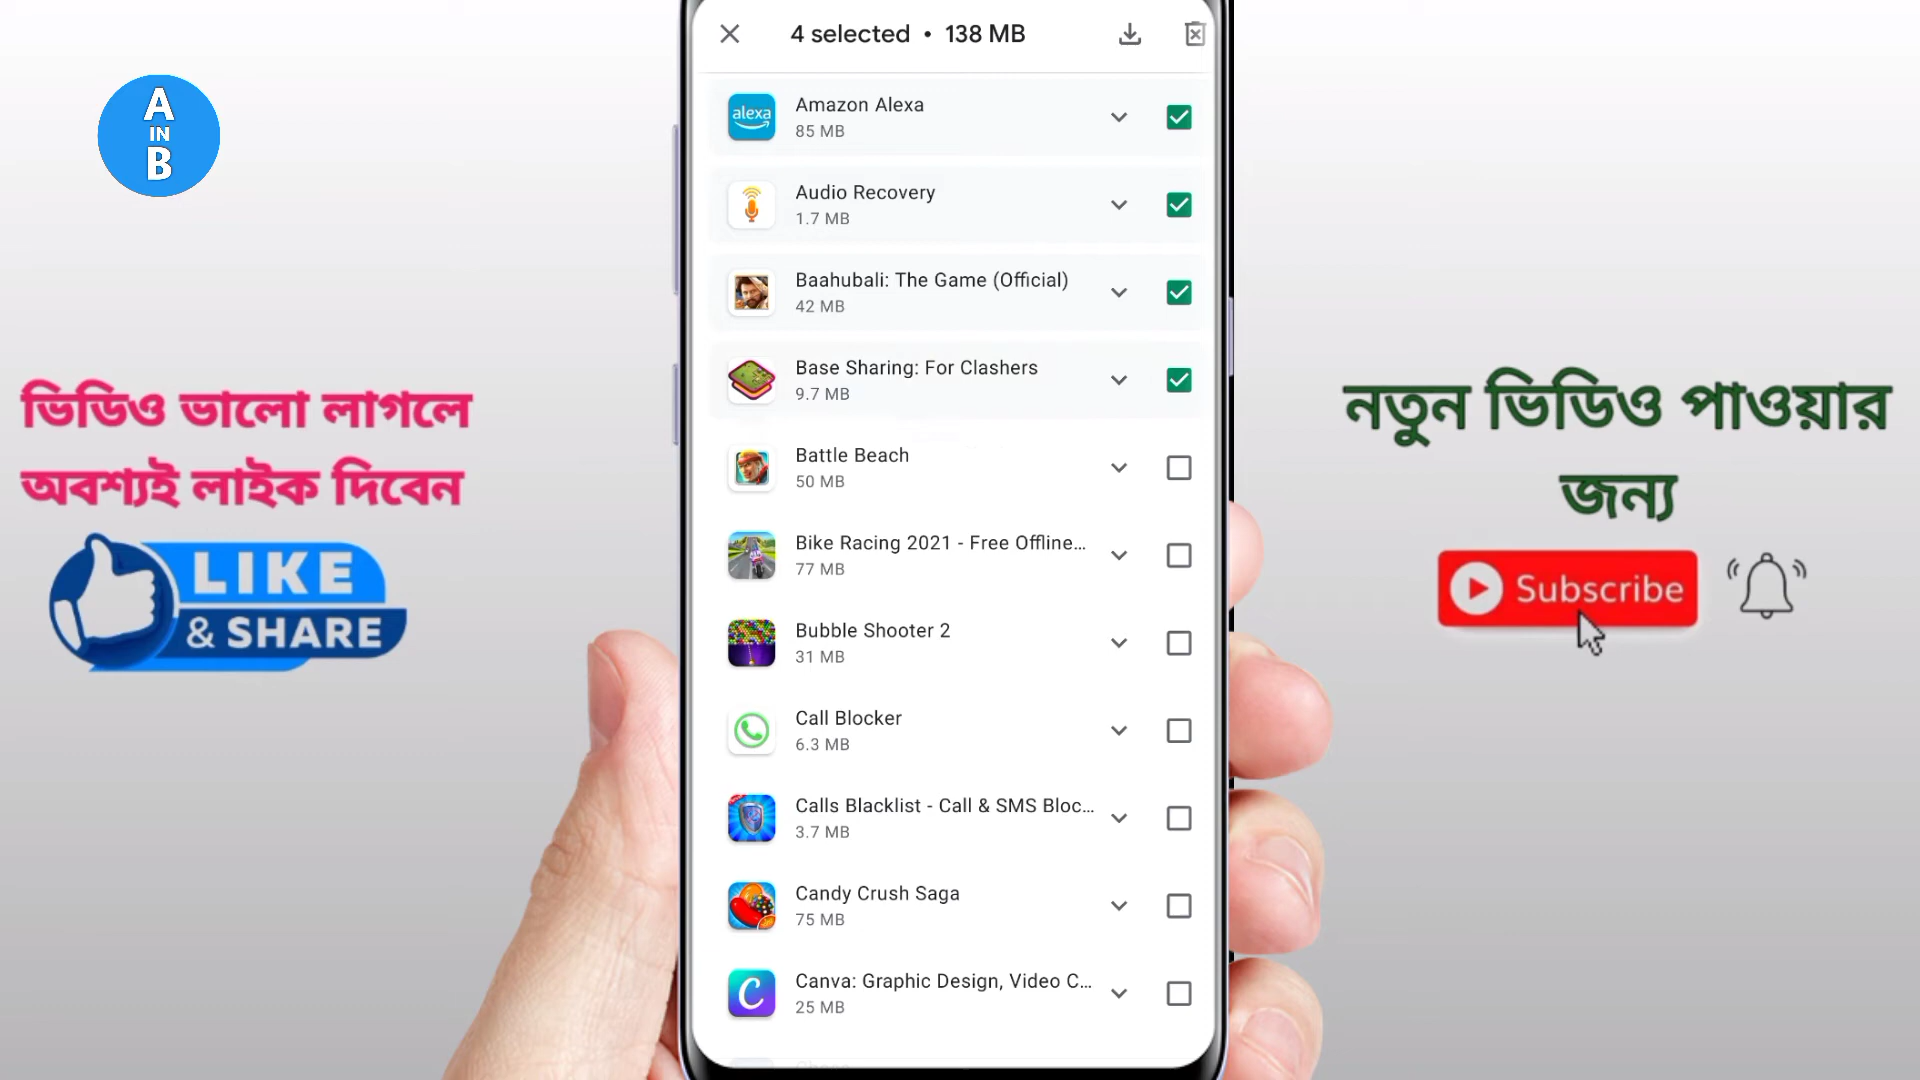 4 selected • 138 MB
A
IN
B
alexa
Amazon Alexa
85 MB
Audio Recovery
1.7 MB
Baahubali: The Game (Official)
42 MB
Base Sharing: For Clashers
9.7 MB
Battle Beach
50 MB
Bike Racing 2021 - Free Offline...
77 MB
Bubble Shooter 2
31 MB
Call Blocker
6.3 MB
Calls Blacklist - Call & SMS Bloc...
3.7 MB
Candy Crush Saga
75 MB
Canva: Graphic Design, Video C...
25 MB
ভিডিও ভালো লাগলে
অবশ্যই লাইক দিবেন
LIKE
& SHARE
নতুন ভিডিও পাওয়ার
জন্য
Subscribe